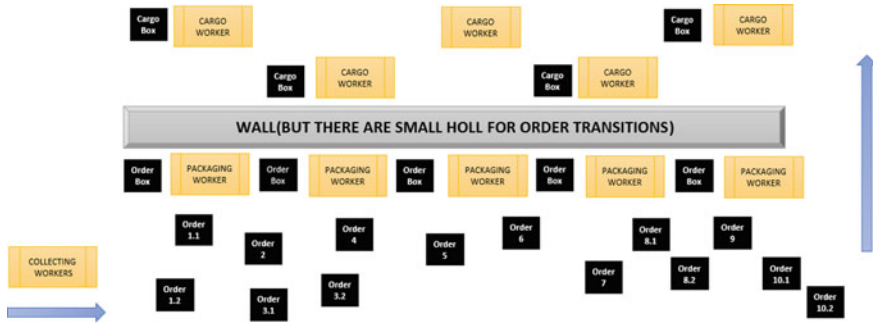 Cargo
Box
CARGO
WORKER
CARGO
WORKER
Cargo
Box
CARGO
WORKER
Cargo
Box
CARGO
WORKER
Cargo
Box
CARGO
WORKER
WALL(BUT THERE ARE SMALL HOLL FOR ORDER TRANSITIONS)
Order
Box
PACKAGING
WORKER
Order
Box
PACKAGING
WORKER
Order
Box
PACKAGING
WORKER
Order
Box
PACKAGING
WORKER
Order
Box
PACKAGING
WORKER
Order
1.1
Order
2
Order
4
Order
5
Order
6
Order
8.1
Order
9
COLLECTING
WORKERS
Order
1.2
Order
3.1
Order
3.2
Order
7
Order
8.2
Order
10.1
Order
10.2